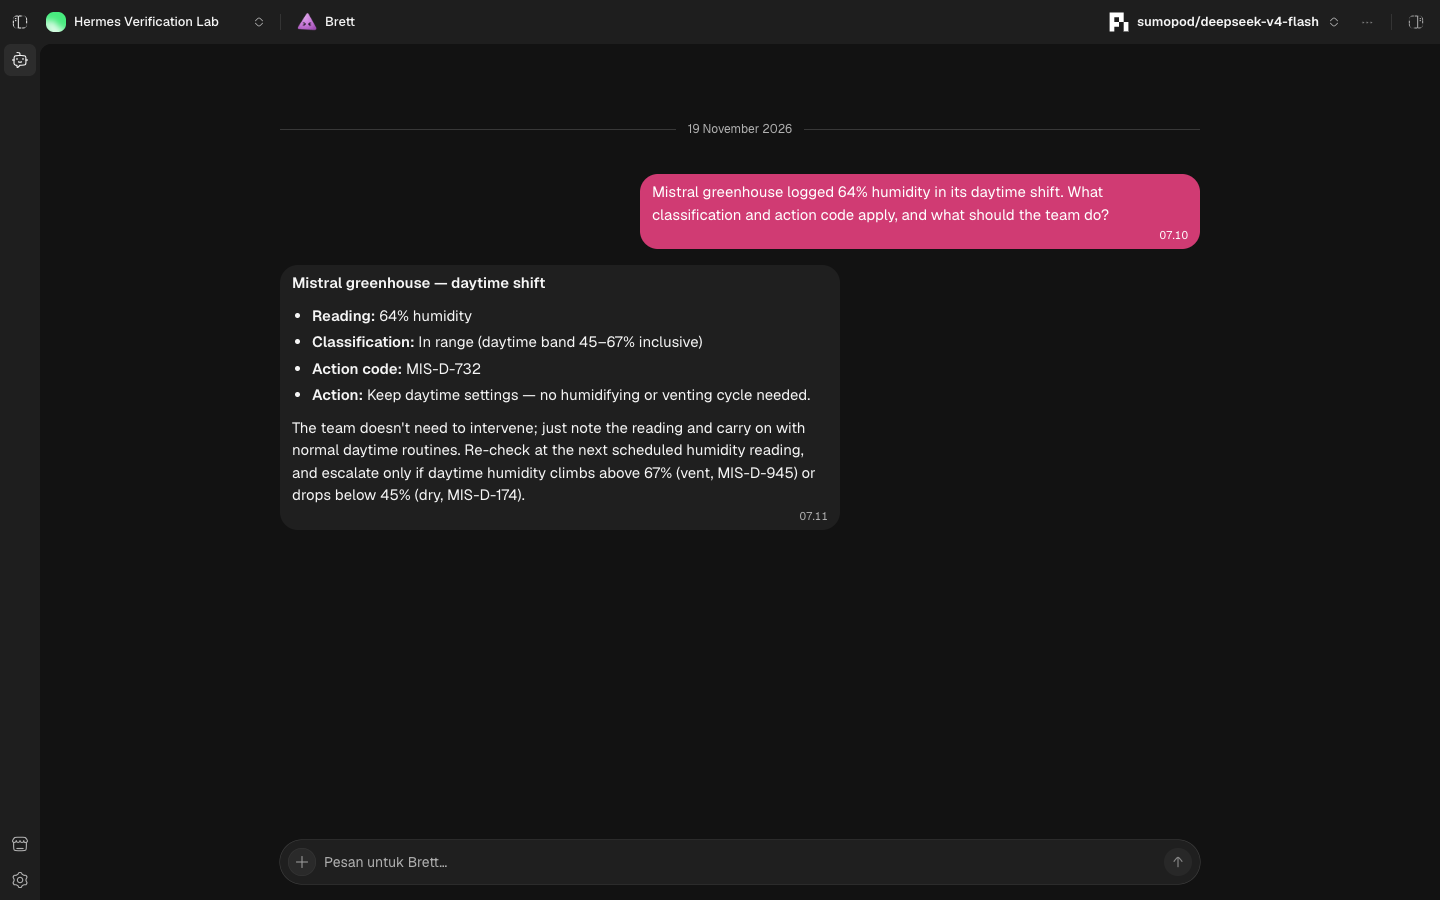 Hermes Verification Lab
Brett
sumopod/deepseek-v4-flash
19 November 2026
Mistral greenhouse logged 64% humidity in its daytime shift. What
classification and action code apply, and what should the team do?
07.10
Mistral greenhouse — daytime shift
• Reading: 64% humidity
• Classification: In range (daytime band 45–67% inclusive)
• Action code: MIS-D-732
• Action: Keep daytime settings — no humidifying or venting cycle needed.
The team doesn't need to intervene; just note the reading and carry on with
normal daytime routines. Re-check at the next scheduled humidity reading,
and escalate only if daytime humidity climbs above 67% (vent, MIS-D-945) or
drops below 45% (dry, MIS-D-174).
07.11
Pesan untuk Brett...